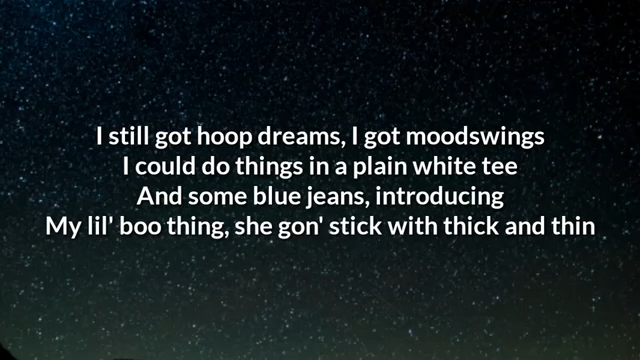 I still got hoop dreams, I got moodswings
I could do things in a plain white tee
And some blue jeans, introducing
My lil' boo thing, she gon' stick with thick and thin